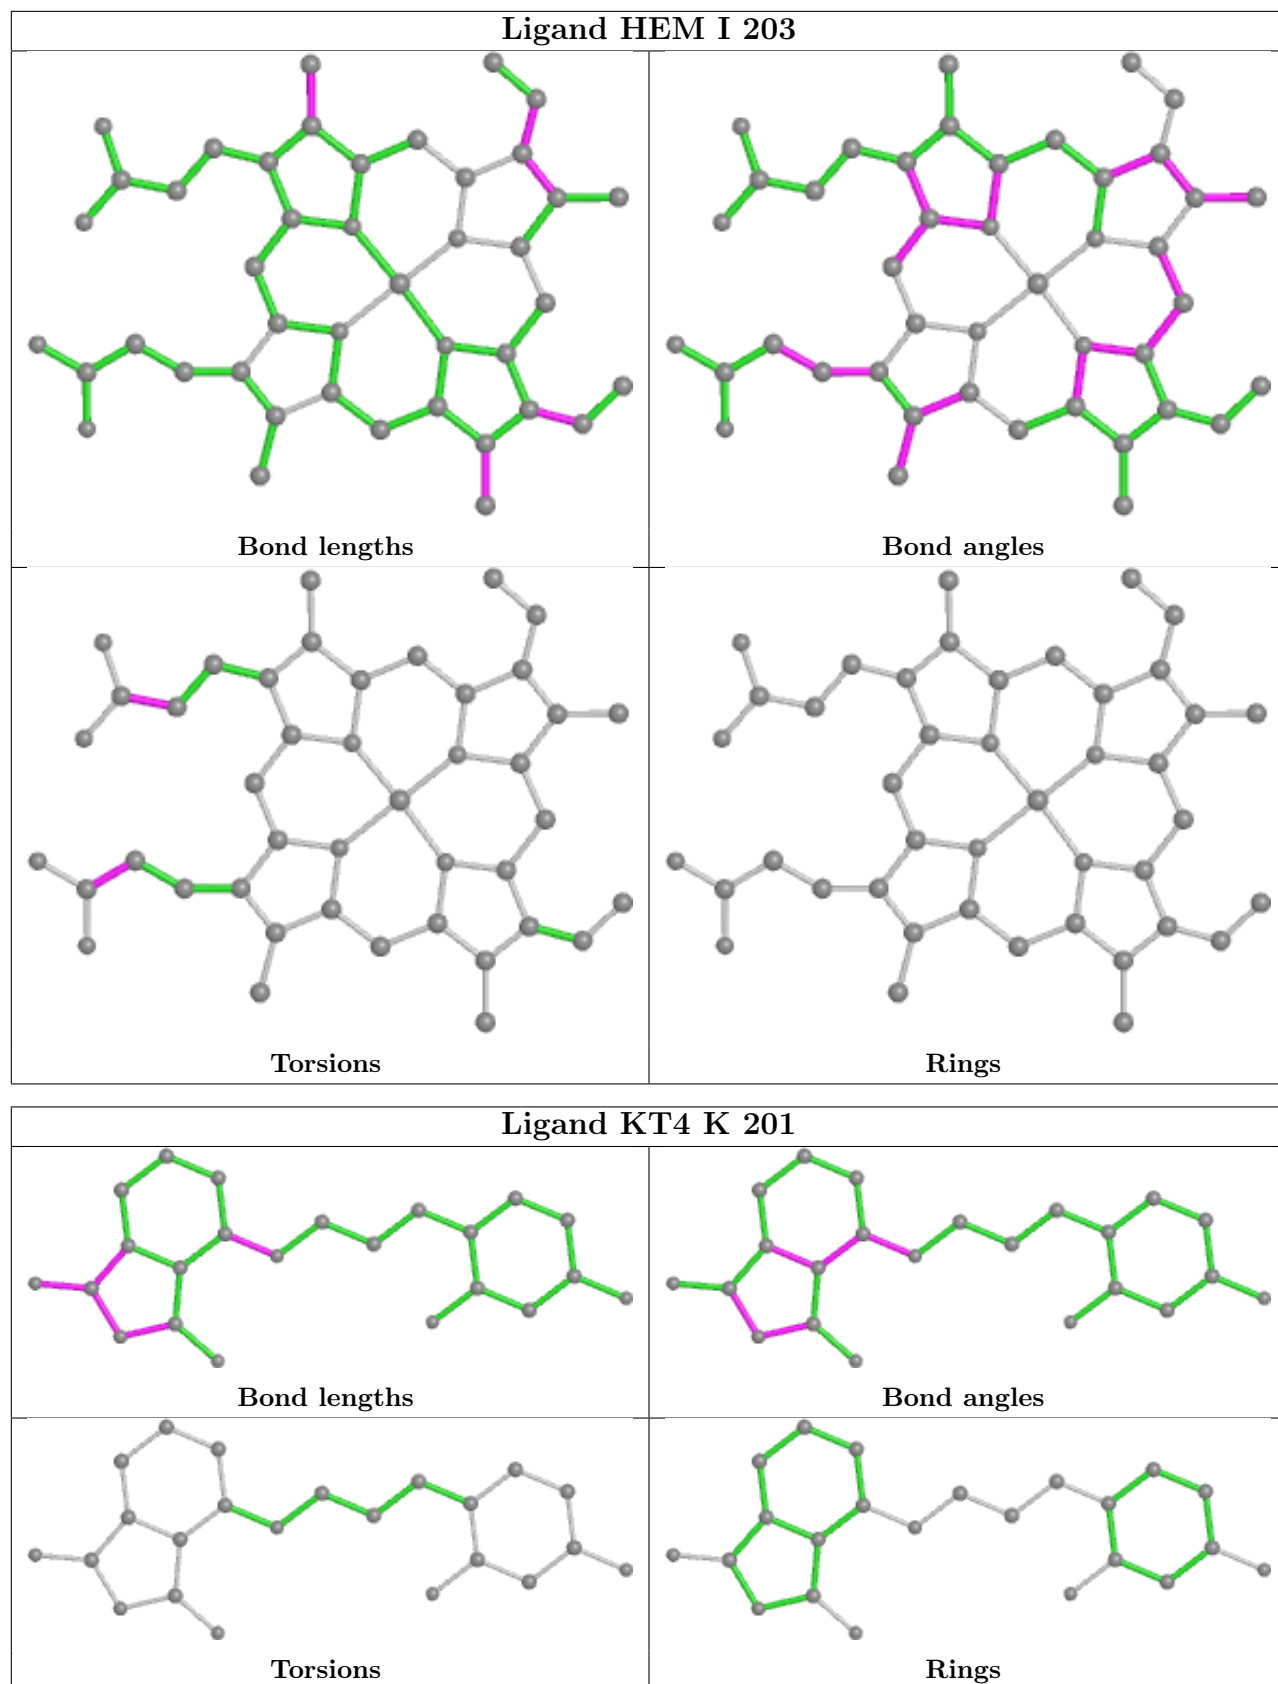 Ligand HEM I 203
Bond lengths
Bond angles
Torsions
Rings
Ligand KT4 K 201
Bond lengths
Bond angles
Torsions
Rings